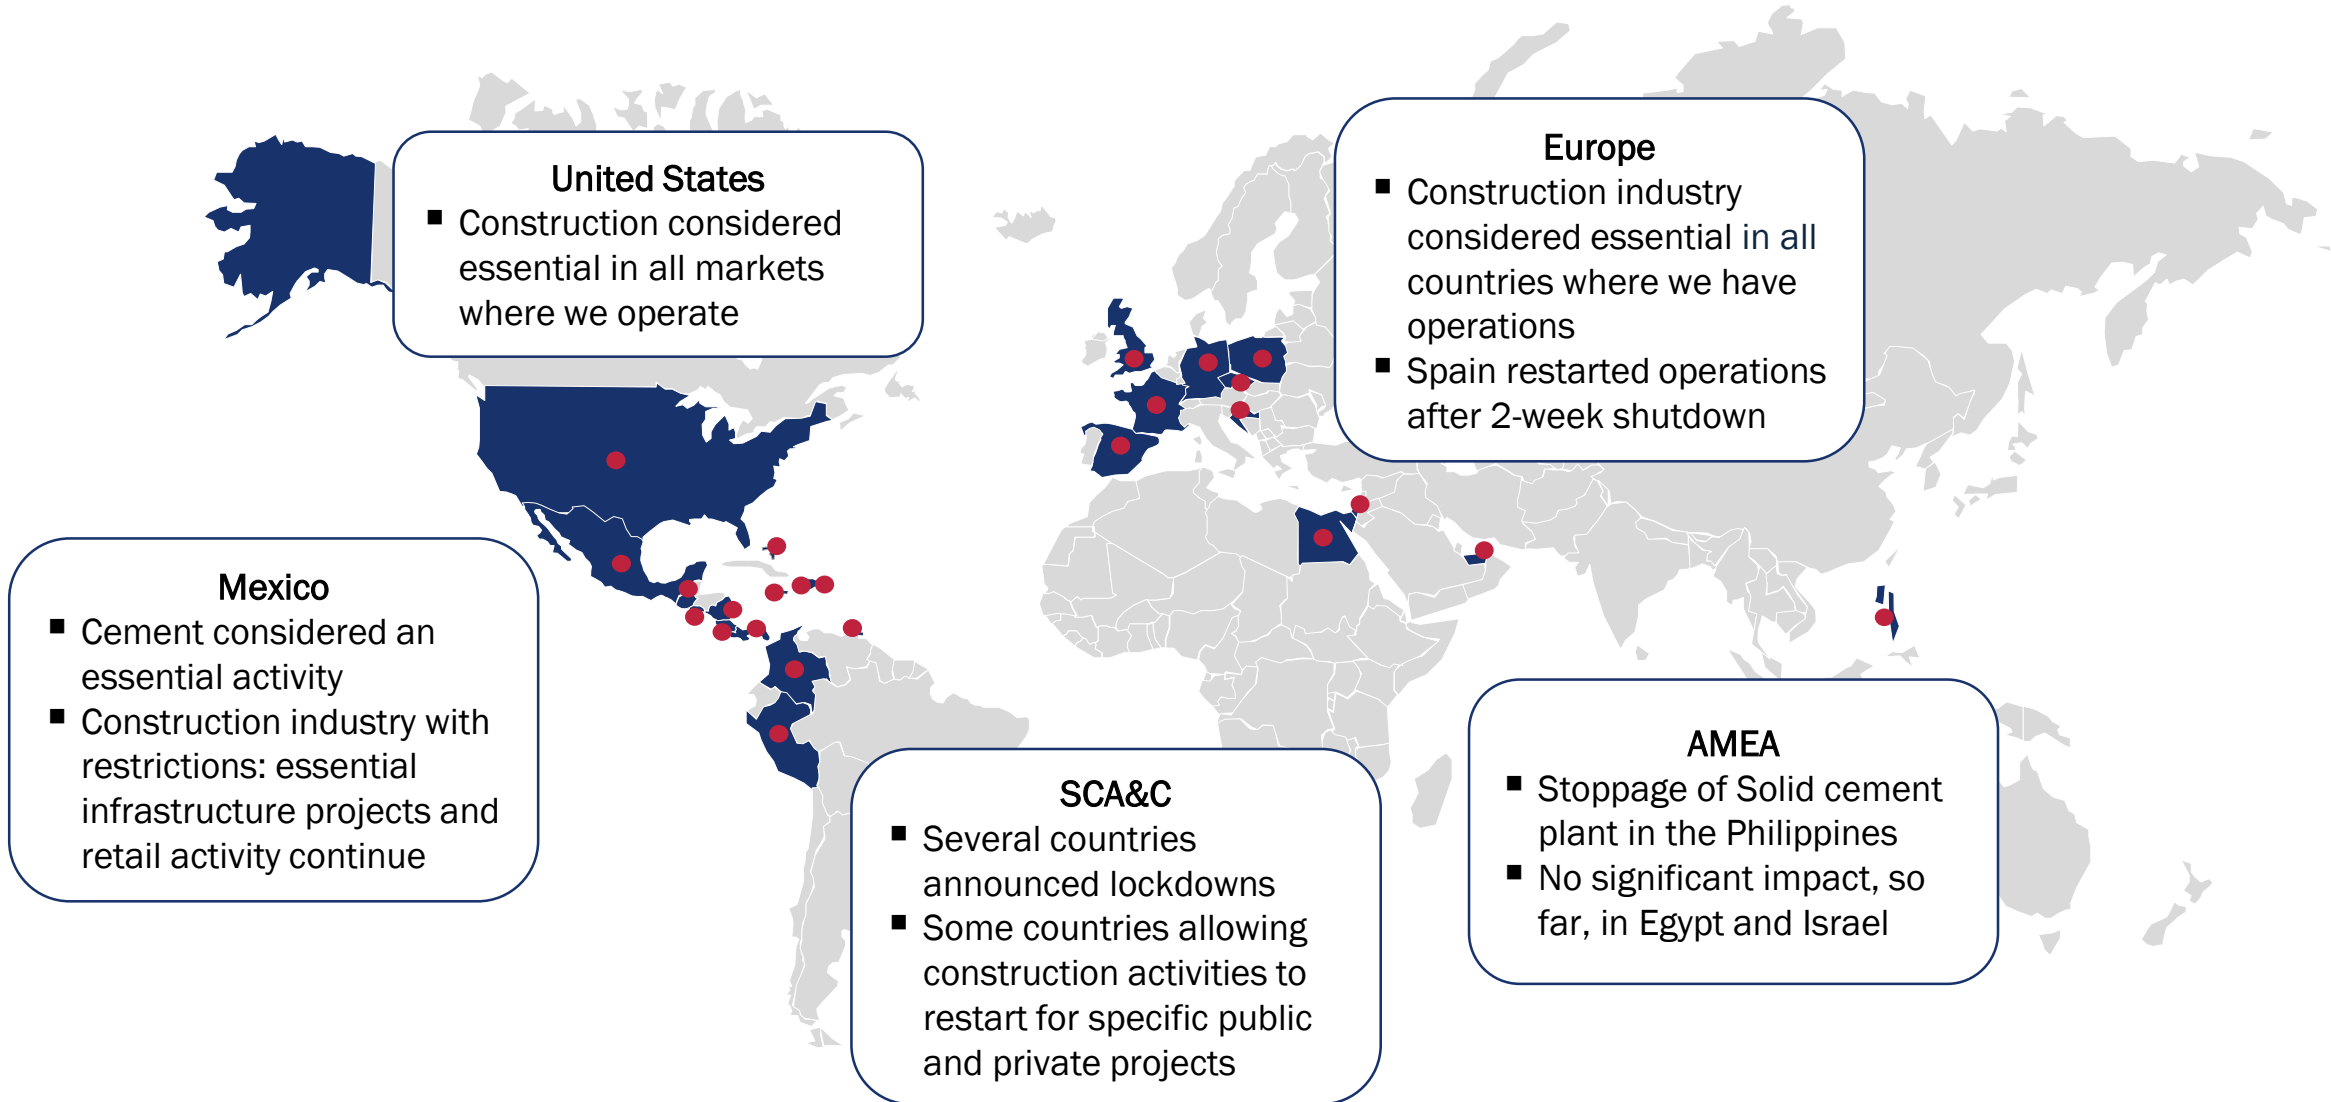 United States
▪ Construction considered
essential in all markets
where we operate
Europe
▪ Construction industry
considered essential in all
countries where we have
operations
▪ Spain restarted operations
after 2-week shutdown
Mexico
▪ Cement considered an
essential activity
▪ Construction industry with
restrictions: essential
infrastructure projects and
retail activity continue
SCA&C
▪ Several countries
announced lockdowns
▪ Some countries allowing
construction activities to
restart for specific public
and private projects
AMEA
▪ Stoppage of Solid cement
plant in the Philippines
▪ No significant impact, so
far, in Egypt and Israel